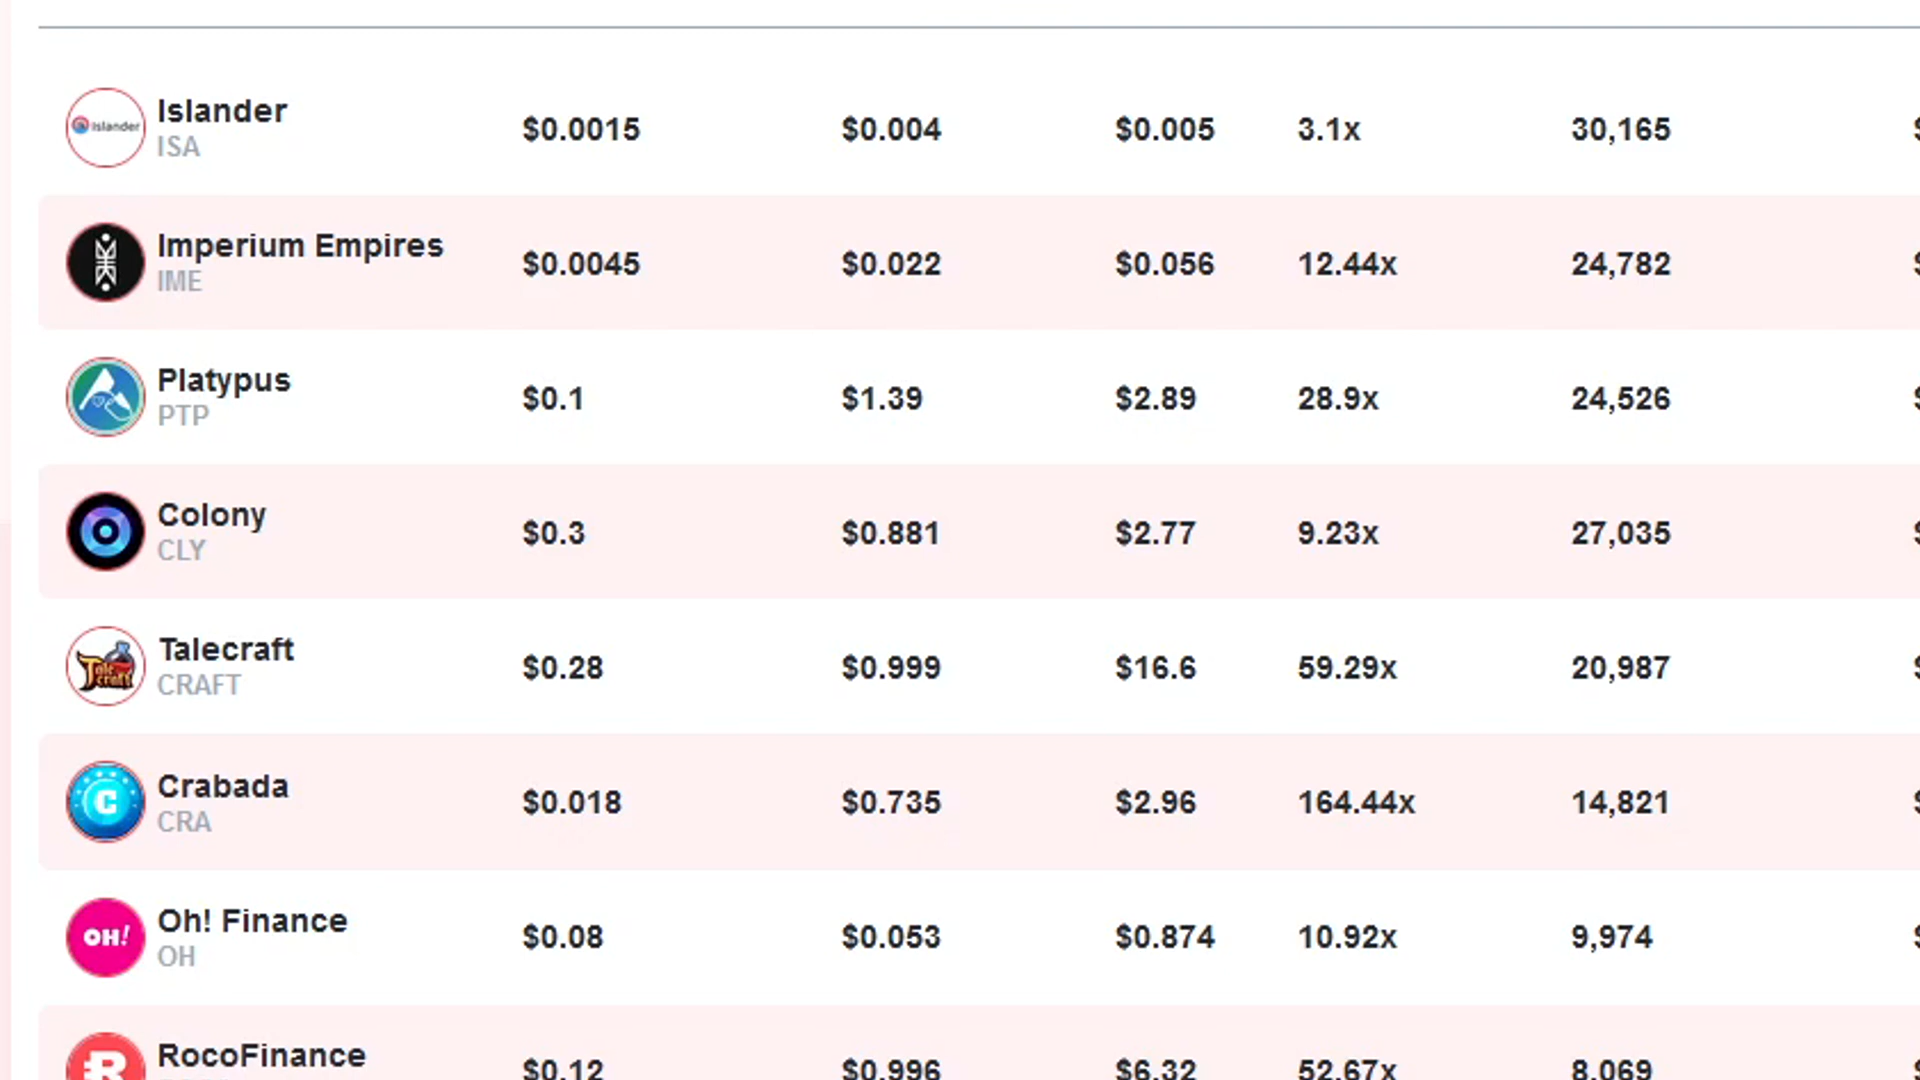 Islander
Islander
ISA
$0.0015 $0.004 $0.005 3.1x 30,165 $
Imperium Empires
IME
$0.0045 $0.022 $0.056 12.44x 24,782 $
Platypus
PTP
$0.1 $1.39 $2.89 28.9x 24,526 $
Colony
CLY
$0.3 $0.881 $2.77 9.23x 27,035 $
Tale craft
Talecraft
CRAFT
$0.28 $0.999 $16.6 59.29x 20,987 $
C
Crabada
CRA
$0.018 $0.735 $2.96 164.44x 14,821 $
OH!
Oh! Finance
OH
$0.08 $0.053 $0.874 10.92x 9,974 $
R
RocoFinance
$0.12 $0.996 $6.32 52.67x 8,069 $